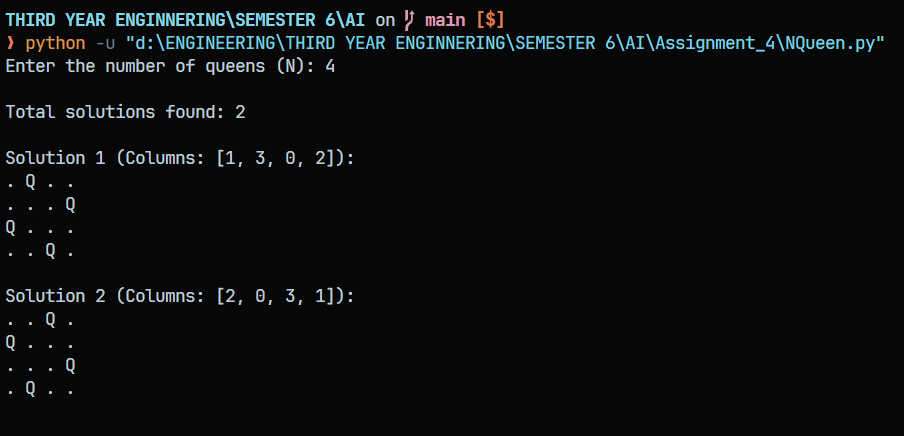 THIRD YEAR ENGINNERING\SEMESTER 6\AI on main [$]
❯ python -u "d:\ENGINEERING\THIRD YEAR ENGINNERING\SEMESTER 6\AI\Assignment_4\NQueen.py"
Enter the number of queens (N): 4
Total solutions found: 2
Solution 1 (Columns: [1, 3, 0, 2]):
. Q . .
. . . Q
Q . . .
. . Q .
Solution 2 (Columns: [2, 0, 3, 1]):
. . Q .
Q . . .
. . . Q
. Q . .